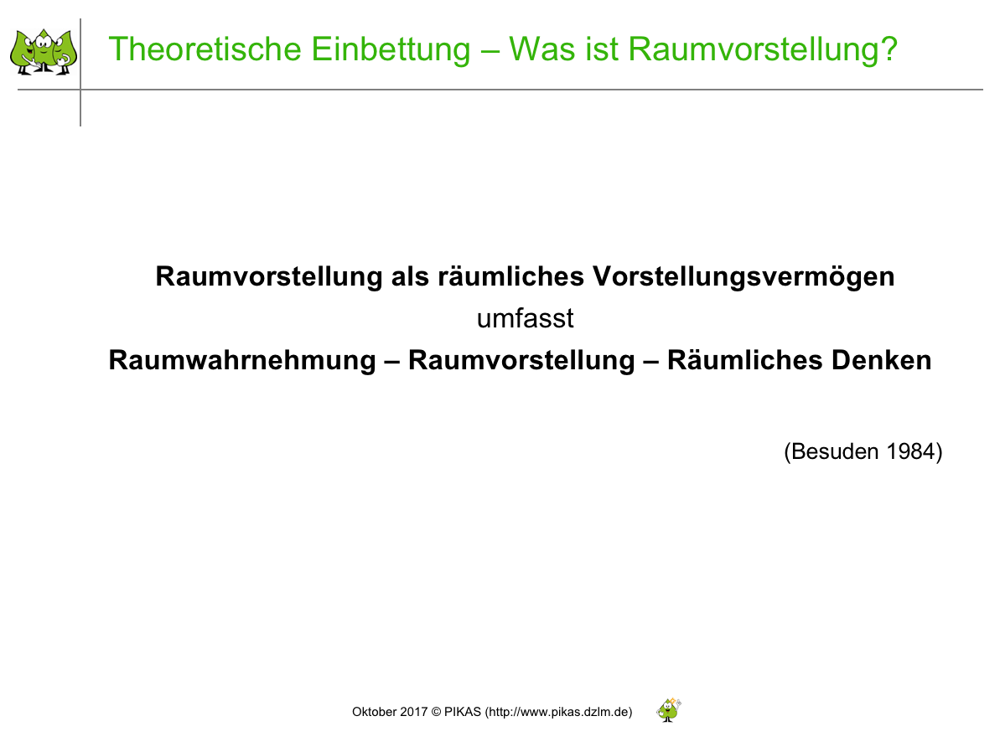 Theoretische Einbettung – Was ist Raumvorstellung?
Raumvorstellung als räumliches Vorstellungsvermögen
umfasst
Raumwahrnehmung – Raumvorstellung – Räumliches Denken
(Besuden 1984)
Oktober 2017 © PIKAS (http://www.pikas.dzlm.de)